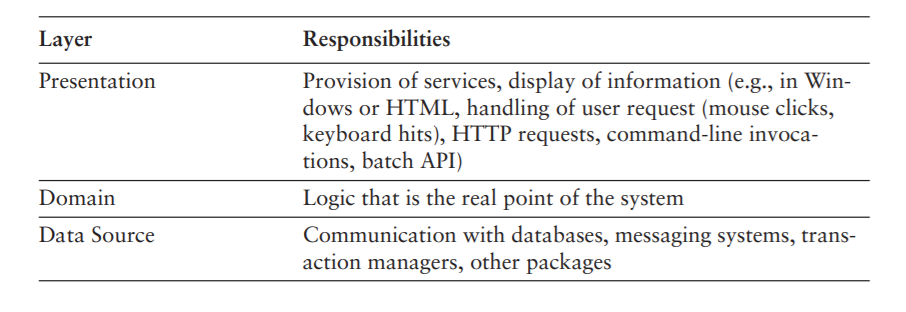 Layer Responsibilities
Presentation Provision of services, display of information (e.g., in Win-
dows or HTML, handling of user request (mouse clicks,
keyboard hits), HTTP requests, command-line invoca-
tions, batch API)
Domain Logic that is the real point of the system
Data Source Communication with databases, messaging systems, trans-
action managers, other packages